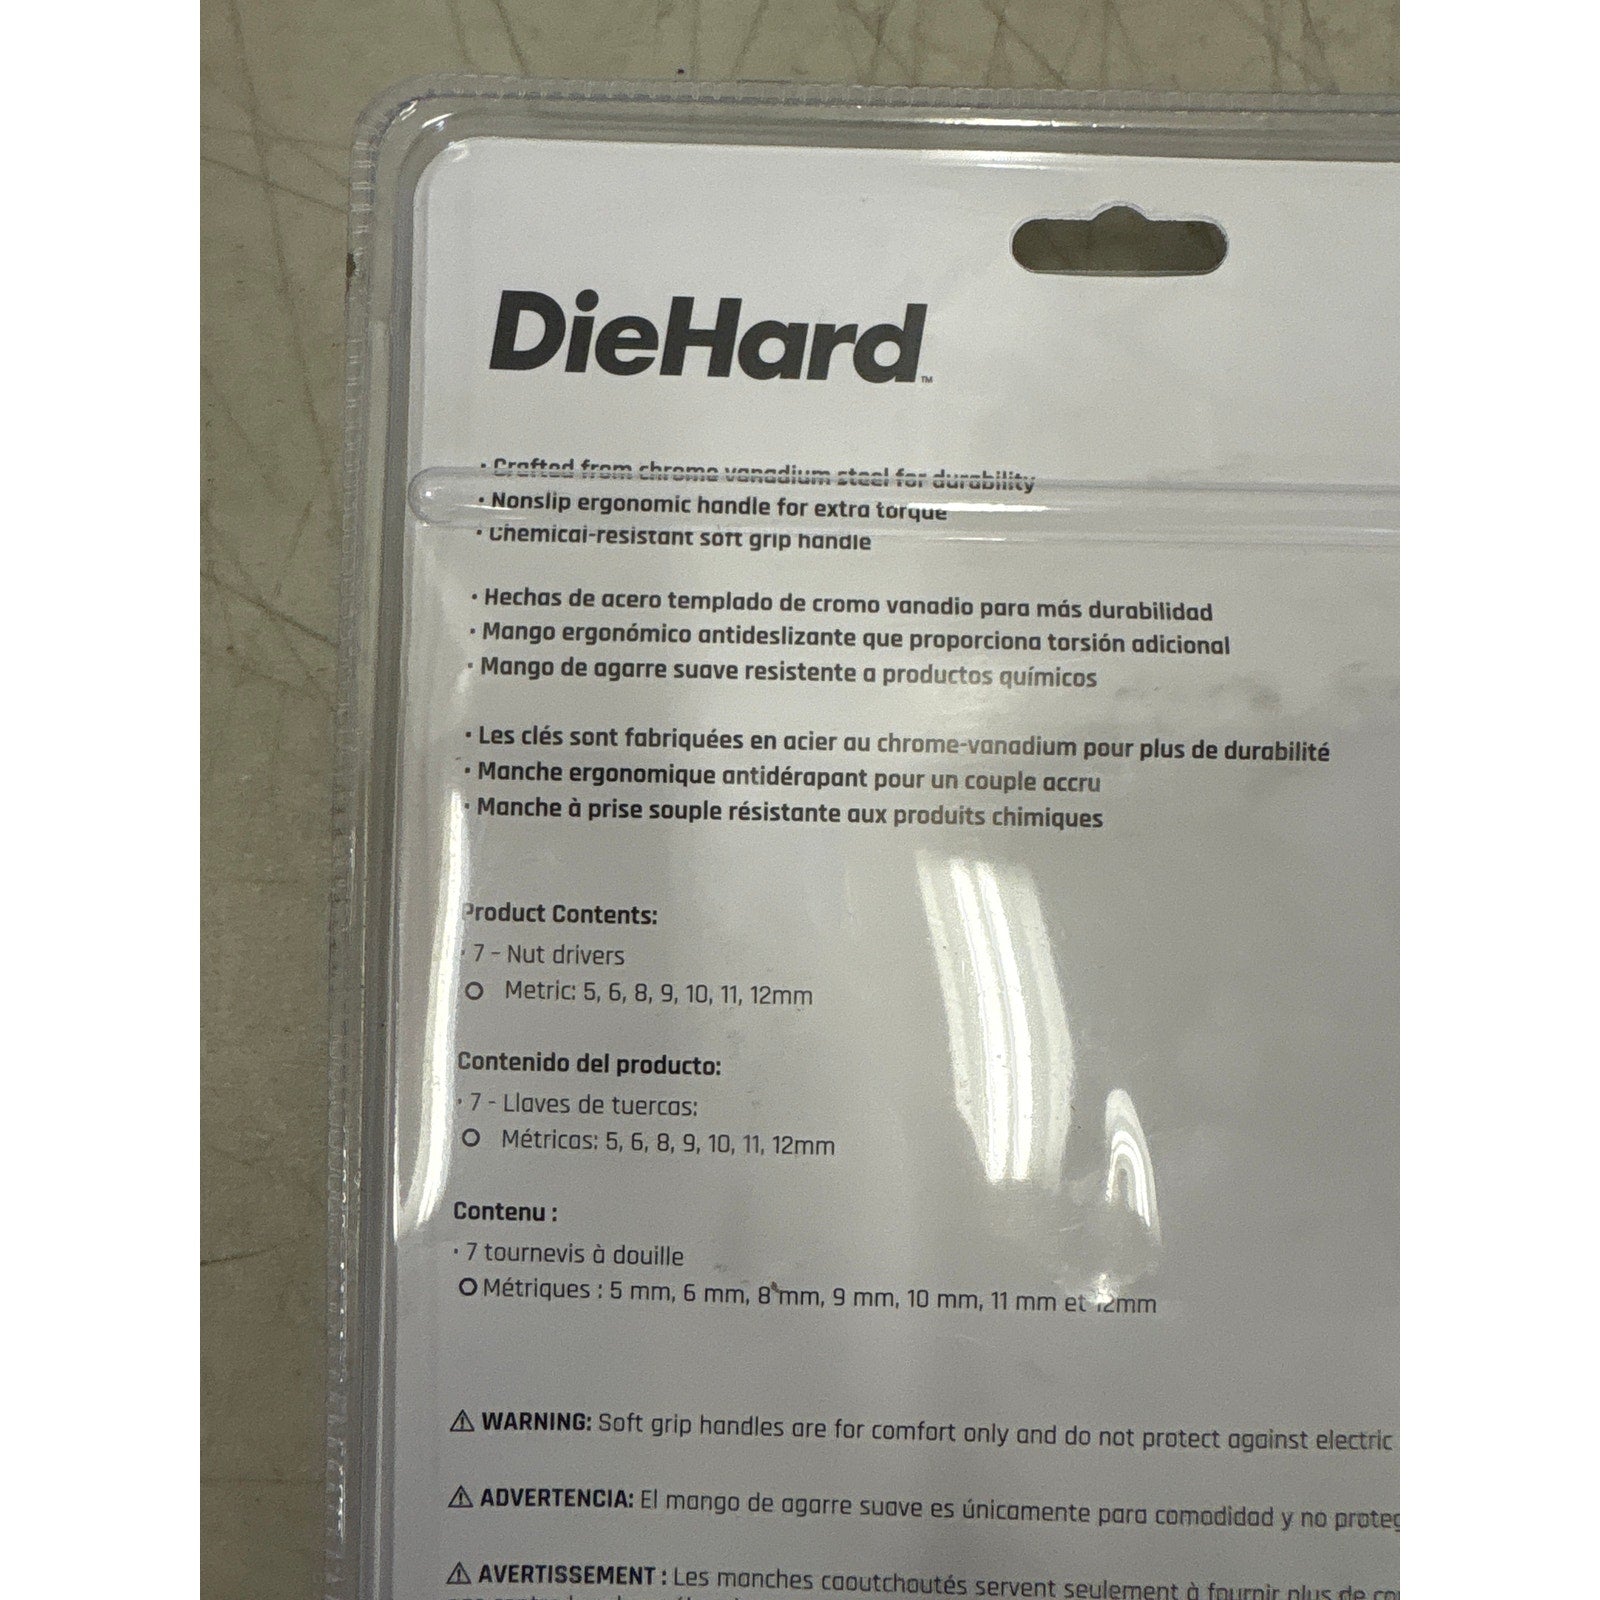 DieHard™
• Crafted from chrome vanadium steel for durability
• Nonslip ergonomic handle for extra torque
• Chemical-resistant soft grip handle
• Hechas de acero templado de cromo vanadio para más durabilidad
• Mango ergonómico antideslizante que proporciona torsión adicional
• Mango de agarre suave resistente a productos químicos
• Les clés sont fabriquées en acier au chrome-vanadium pour plus de durabilité
• Manche ergonomique antidérapant pour un couple accru
• Manche à prise souple résistante aux produits chimiques
Product Contents:
• 7 - Nut drivers
O Metric: 5, 6, 8, 9, 10, 11, 12mm
Contenido del producto:
• 7 - Llaves de tuercas:
O Métricas: 5, 6, 8, 9, 10, 11, 12mm
Contenu :
• 7 tournevis à douille
O Métriques : 5 mm, 6 mm, 8 mm, 9 mm, 10 mm, 11 mm et 12mm
⚠ WARNING: Soft grip handles are for comfort only and do not protect against electric
⚠ ADVERTENCIA: El mango de agarre suave es únicamente para comodidad y no proteg
⚠ AVERTISSEMENT : Les manches caoutchoutés servent seulement à fournir plus de